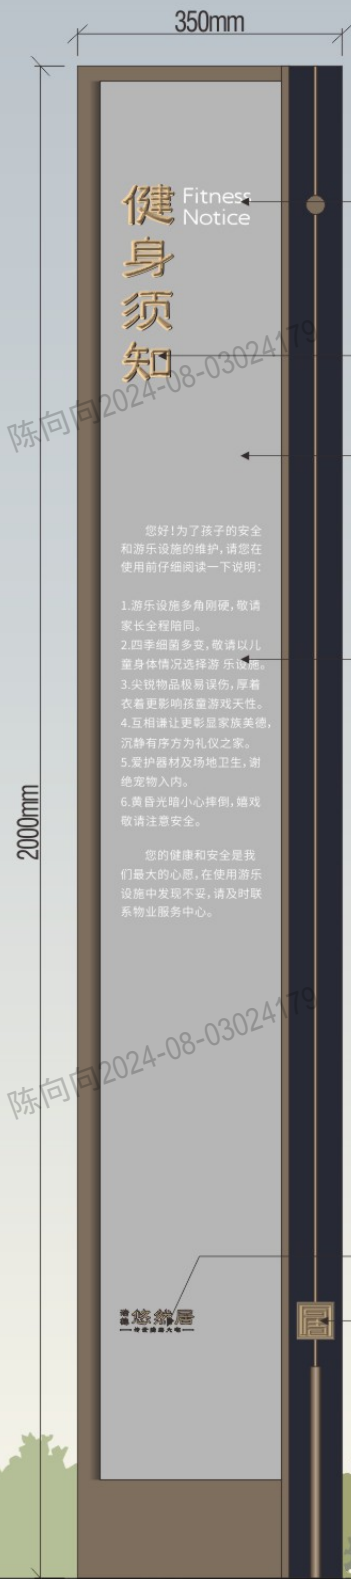 350mm
健身须知
Fitness
Notice
陈向向2024-08-03024179
您好!为了孩子的安全
和游乐设施的维护,请您在
使用前仔细阅读一下说明:
1.游乐设施多角刚硬,敬请
家长全程陪同。
2.四季细菌多变,敬请以儿
童身体情况选择游 乐设施。
3.尖锐物品极易误伤,厚着
衣着更影响孩童游戏天性。
4.互相谦让更彰显家族美德,
沉静有序方为礼仪之家。
5.爱护器材及场地卫生,谢
绝宠物入内。
6.黄昏光暗小心摔倒,嬉戏
敬请注意安全。
2000mm
您的健康和安全是我
们最大的心愿,在使用游乐
设施中发现不妥,请及时联
系物业服务中心。
陈向向2024-08-03024179
悠然居
居